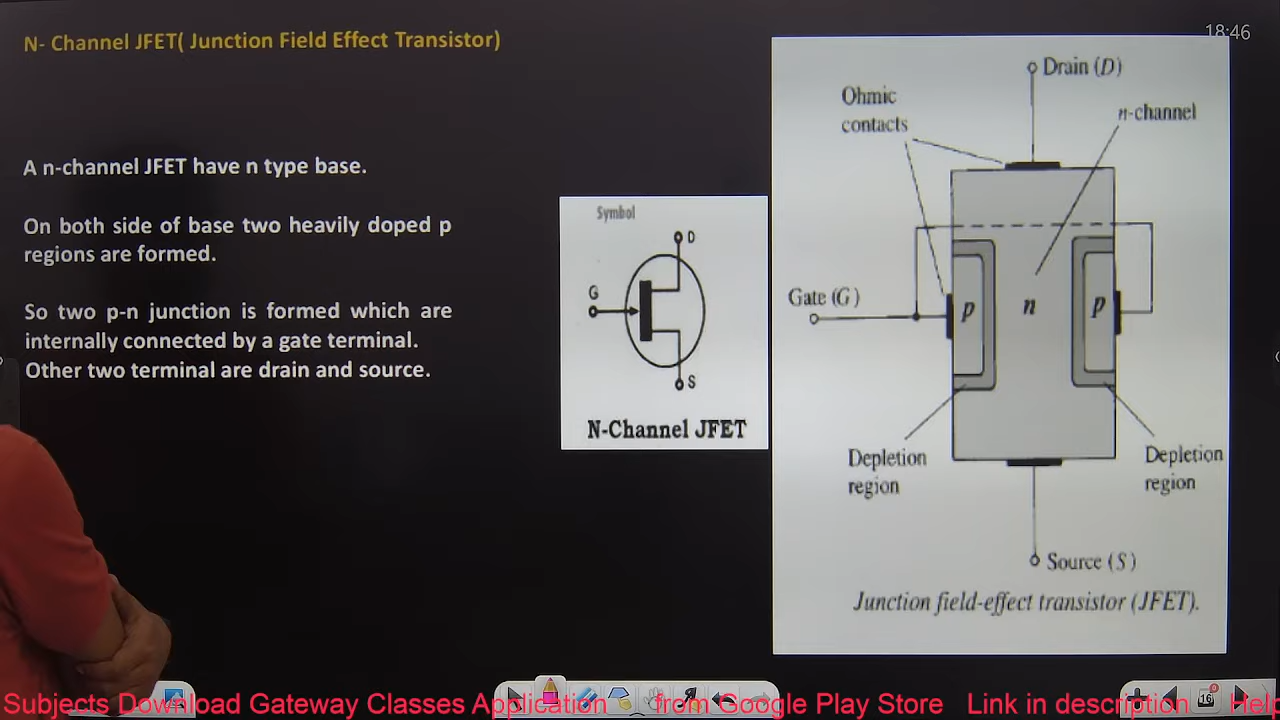 N- Channel JFET( Junction Field Effect Transistor)
18:46
A n-channel JFET have n type base.
On both side of base two heavily doped p
regions are formed.
So two p-n junction is formed which are
internally connected by a gate terminal.
Other two terminal are drain and source.
Symbol
D
G
S
N-Channel JFET
Drain (D)
Ohmic
contacts
n-channel
Gate (G)
p
n
p
Depletion
region
Depletion
region
Source (S)
Junction field-effect transistor (JFET).
16
Subjects Download Gateway Classes Application from Google Play Store Link in description Help